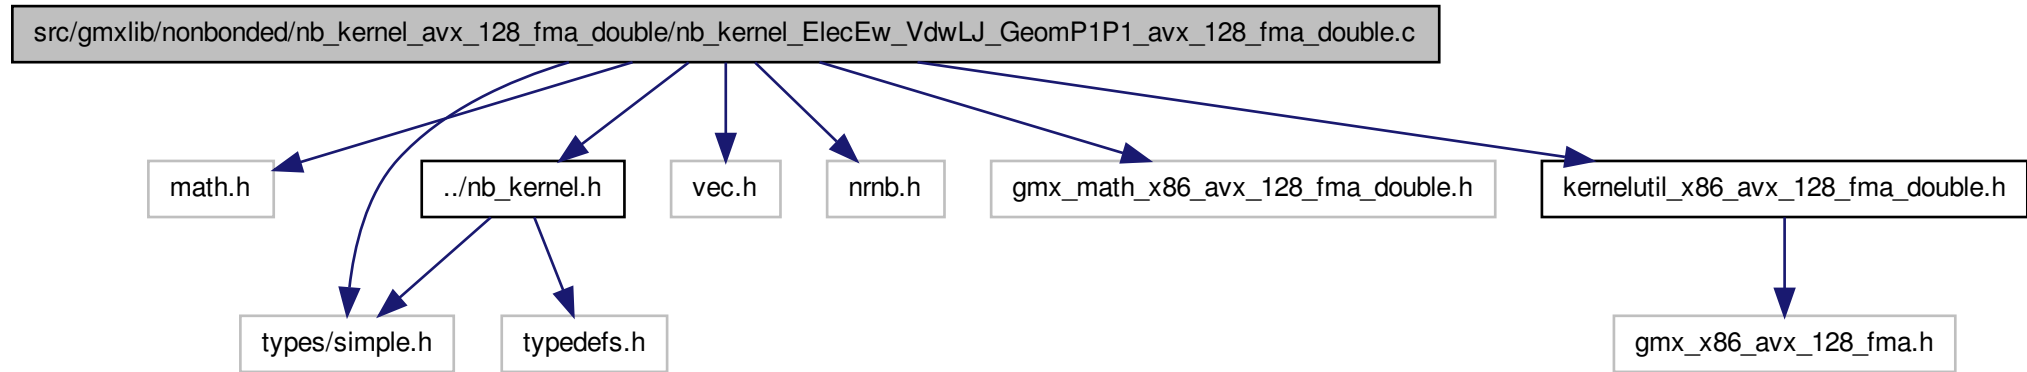 src/gmxlib/nonbonded/nb_kernel_avx_128_fma_double/nb_kernel_ElecEw_VdwLJ_GeomP1P1_avx_128_fma_double.c
math.h
../nb_kernel.h
vec.h
nrnb.h
gmx_math_x86_avx_128_fma_double.h
kernelutil_x86_avx_128_fma_double.h
types/simple.h
typedefs.h
gmx_x86_avx_128_fma.h